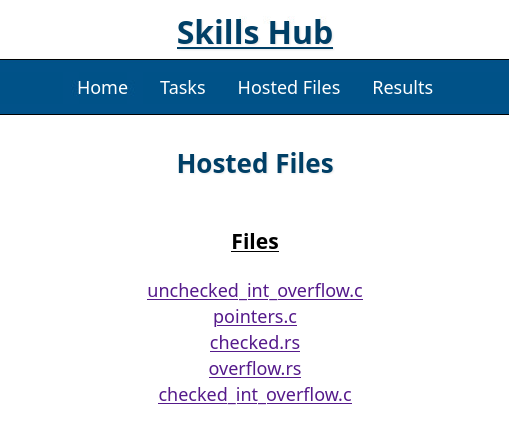 Skills Hub
Home Tasks Hosted Files Results
Hosted Files
Files
unchecked_int_overflow.c
pointers.c
checked.rs
overflow.rs
checked_int_overflow.c